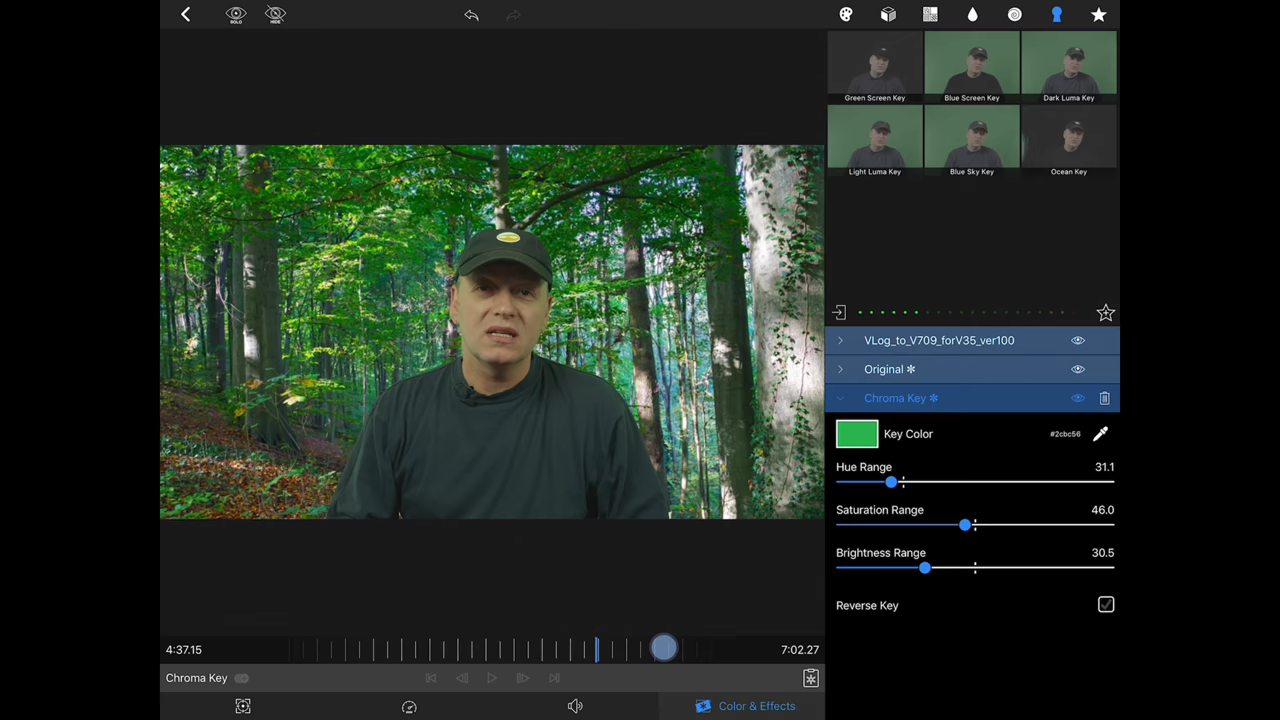 SOLO
HIDE
Green Screen Key
Blue Screen Key
Dark Luma Key
Light Luma Key
Blue Sky Key
Ocean Key
VLog_to_V709_forV35_ver100
Original ✻
Chroma Key ✻
Key Color
#2cbc56
Hue Range
31.1
Saturation Range
46.0
Brightness Range
30.5
Reverse Key
4:37.15
7:02.27
Chroma Key
Color & Effects